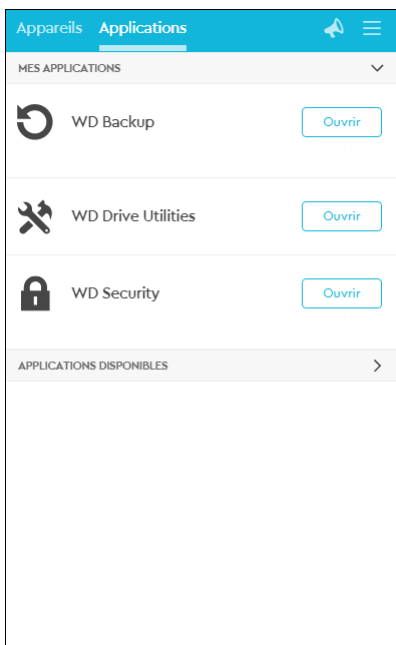 Appareils Applications
MES APPLICATIONS
WD Backup Ouvrir
WD Drive Utilities Ouvrir
WD Security Ouvrir
APPLICATIONS DISPONIBLES